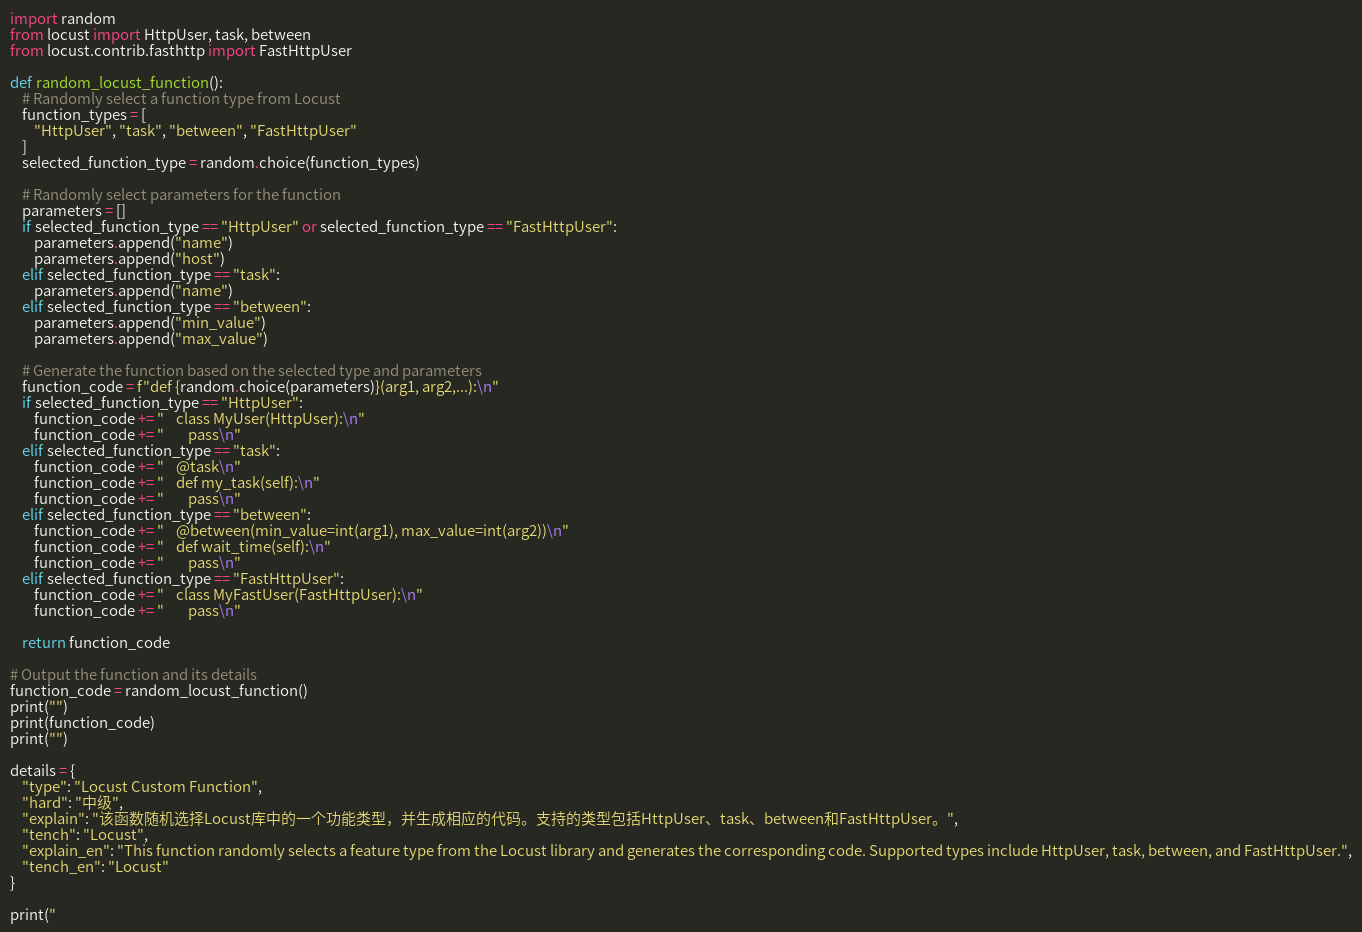 import random
from locust import HttpUser, task, between
from locust.contrib.fasthttp import FastHttpUser

def random_locust_function():
    # Randomly select a function type from Locust
    function_types = [
        "HttpUser", "task", "between", "FastHttpUser"
    ]
    selected_function_type = random.choice(function_types)

    # Randomly select parameters for the function
    parameters = []
    if selected_function_type == "HttpUser" or selected_function_type == "FastHttpUser":
        parameters.append("name")
        parameters.append("host")
    elif selected_function_type == "task":
        parameters.append("name")
    elif selected_function_type == "between":
        parameters.append("min_value")
        parameters.append("max_value")

    # Generate the function based on the selected type and parameters
    function_code = f"def {random.choice(parameters)}(arg1, arg2,...):\n"
    if selected_function_type == "HttpUser":
        function_code += "    class MyUser(HttpUser):\n"
        function_code += "        pass\n"
    elif selected_function_type == "task":
        function_code += "    @task\n"
        function_code += "    def my_task(self):\n"
        function_code += "        pass\n"
    elif selected_function_type == "between":
        function_code += "    @between(min_value=int(arg1), max_value=int(arg2))\n"
        function_code += "    def wait_time(self):\n"
        function_code += "        pass\n"
    elif selected_function_type == "FastHttpUser":
        function_code += "    class MyFastUser(FastHttpUser):\n"
        function_code += "        pass\n"

    return function_code

# Output the function and its details
function_code = random_locust_function()
print("")
print(function_code)
print("")

details = {
    "type": "Locust Custom Function",
    "hard": "中级",
    "explain": "该函数随机选择Locust库中的一个功能类型，并生成相应的代码。支持的类型包括HttpUser、task、between和FastHttpUser。",
    "tench": "Locust",
    "explain_en": "This function randomly selects a feature type from the Locust library and generates the corresponding code. Supported types include HttpUser, task, between, and FastHttpUser.",
    "tench_en": "Locust"
}

print("